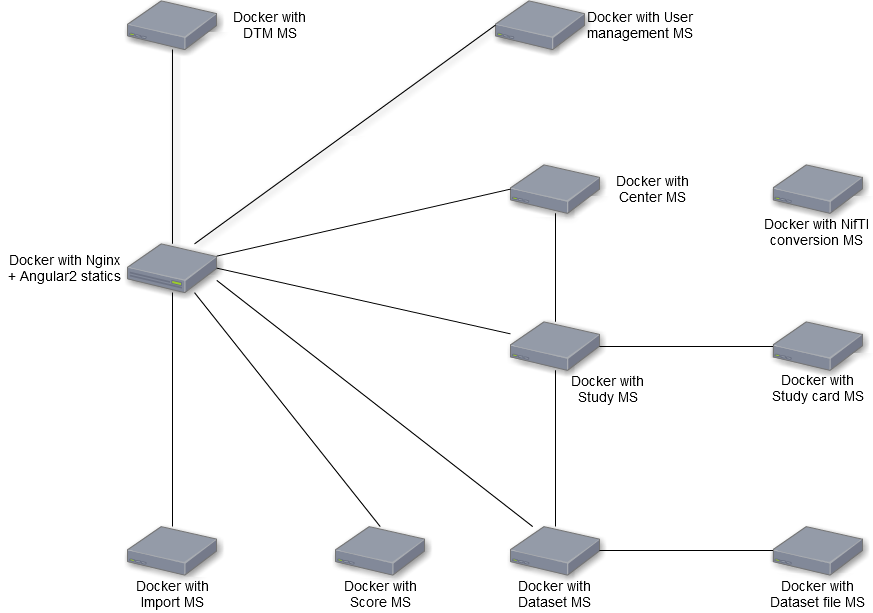 Docker with
DTM MS
Docker with User
management MS
Docker with
Center MS
Docker with NifTI
conversion MS
Docker with Nginx
+ Angular2 statics
Docker with
Study MS
Docker with
Study card MS
Docker with
Import MS
Docker with
Score MS
Docker with
Dataset MS
Docker with
Dataset file MS